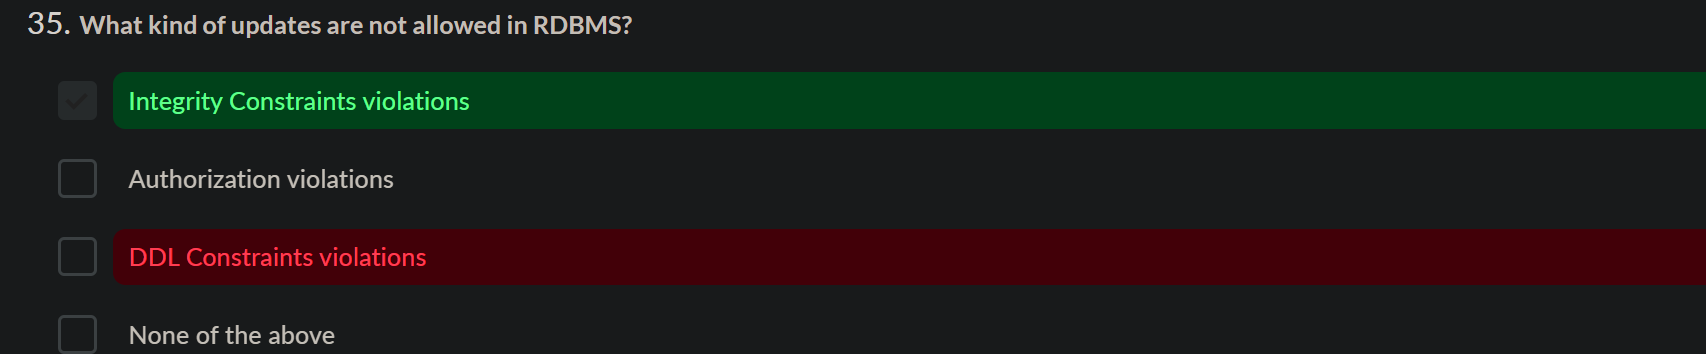 35. What kind of updates are not allowed in RDBMS?
Integrity Constraints violations
Authorization violations
DDL Constraints violations
None of the above